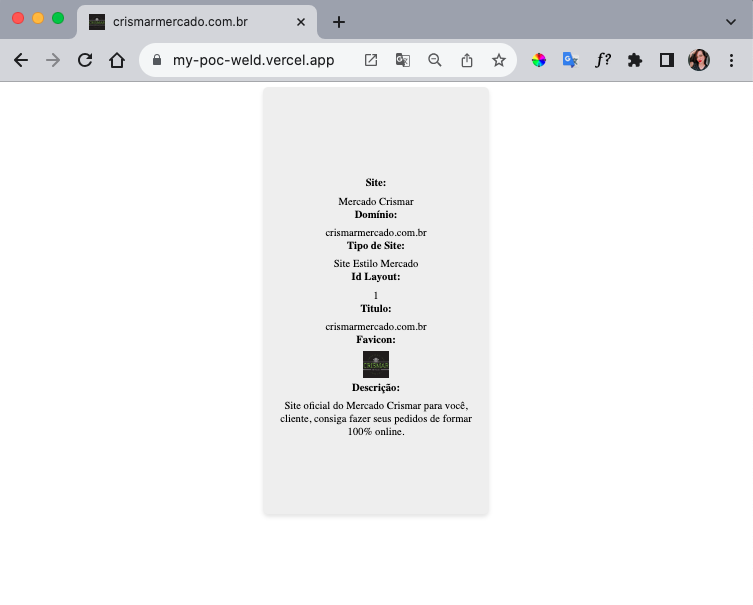 crismarmercado.com.br
my-poc-weld.vercel.app
f?
Site:
Mercado Crismar
Domínio:
crismarmercado.com.br
Tipo de Site:
Site Estilo Mercado
Id Layout:
1
Titulo:
crismarmercado.com.br
Favicon:
CRISMAR
Descrição:
Site oficial do Mercado Crismar para você,
cliente, consiga fazer seus pedidos de formar
100% online.